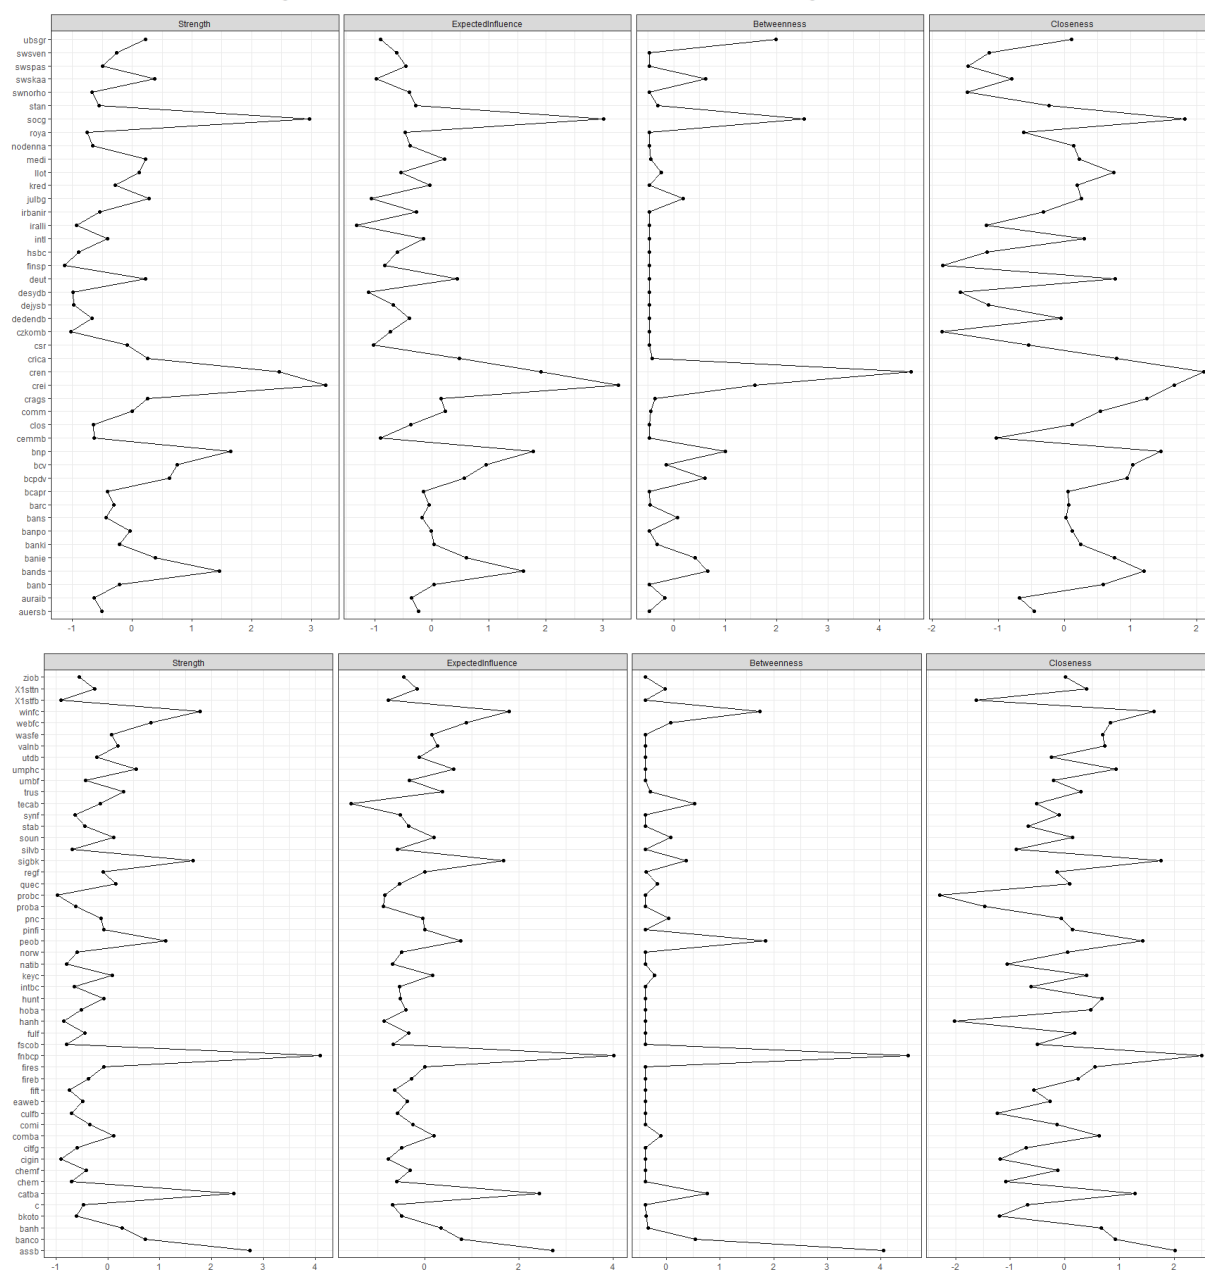 Strength ExpectedInfluence Betweenness Closeness
ubsgr
swsven
swspas
swskaa
swnorho
stan
socg
roya
nodenna
medi
llot
kred
julbg
irbanir
iralli
intl
hsbc
finsp
deut
desydb
dejysb
dedendb
czkomb
csr
crica
cren
crei
crags
comm
clos
cemmb
bnp
bcv
bcpdv
bcapr
barc
bans
banpo
banki
banie
bands
banb
auraib
auersb
-1 0 1 2 3 -1 0 1 2 3 0 1 2 3 4 -2 -1 0 1 2
Strength ExpectedInfluence Betweenness Closeness
ziob
X1sttn
X1stfb
winfc
webfc
wasfe
valnb
utdb
umphc
umbf
trus
tecab
synf
stab
soun
silvb
sigbk
regf
quec
probc
proba
pnc
pinfi
peob
norw
natib
keyc
intbc
hunt
hoba
hanh
fulf
fscob
fnbcp
fires
fireb
fift
eaweb
culfb
comi
comba
citfg
cigin
chemf
chem
catba
c
bkoto
banh
banco
assb
-1 0 1 2 3 4 0 2 4 0 1 2 3 4 -2 -1 0 1 2